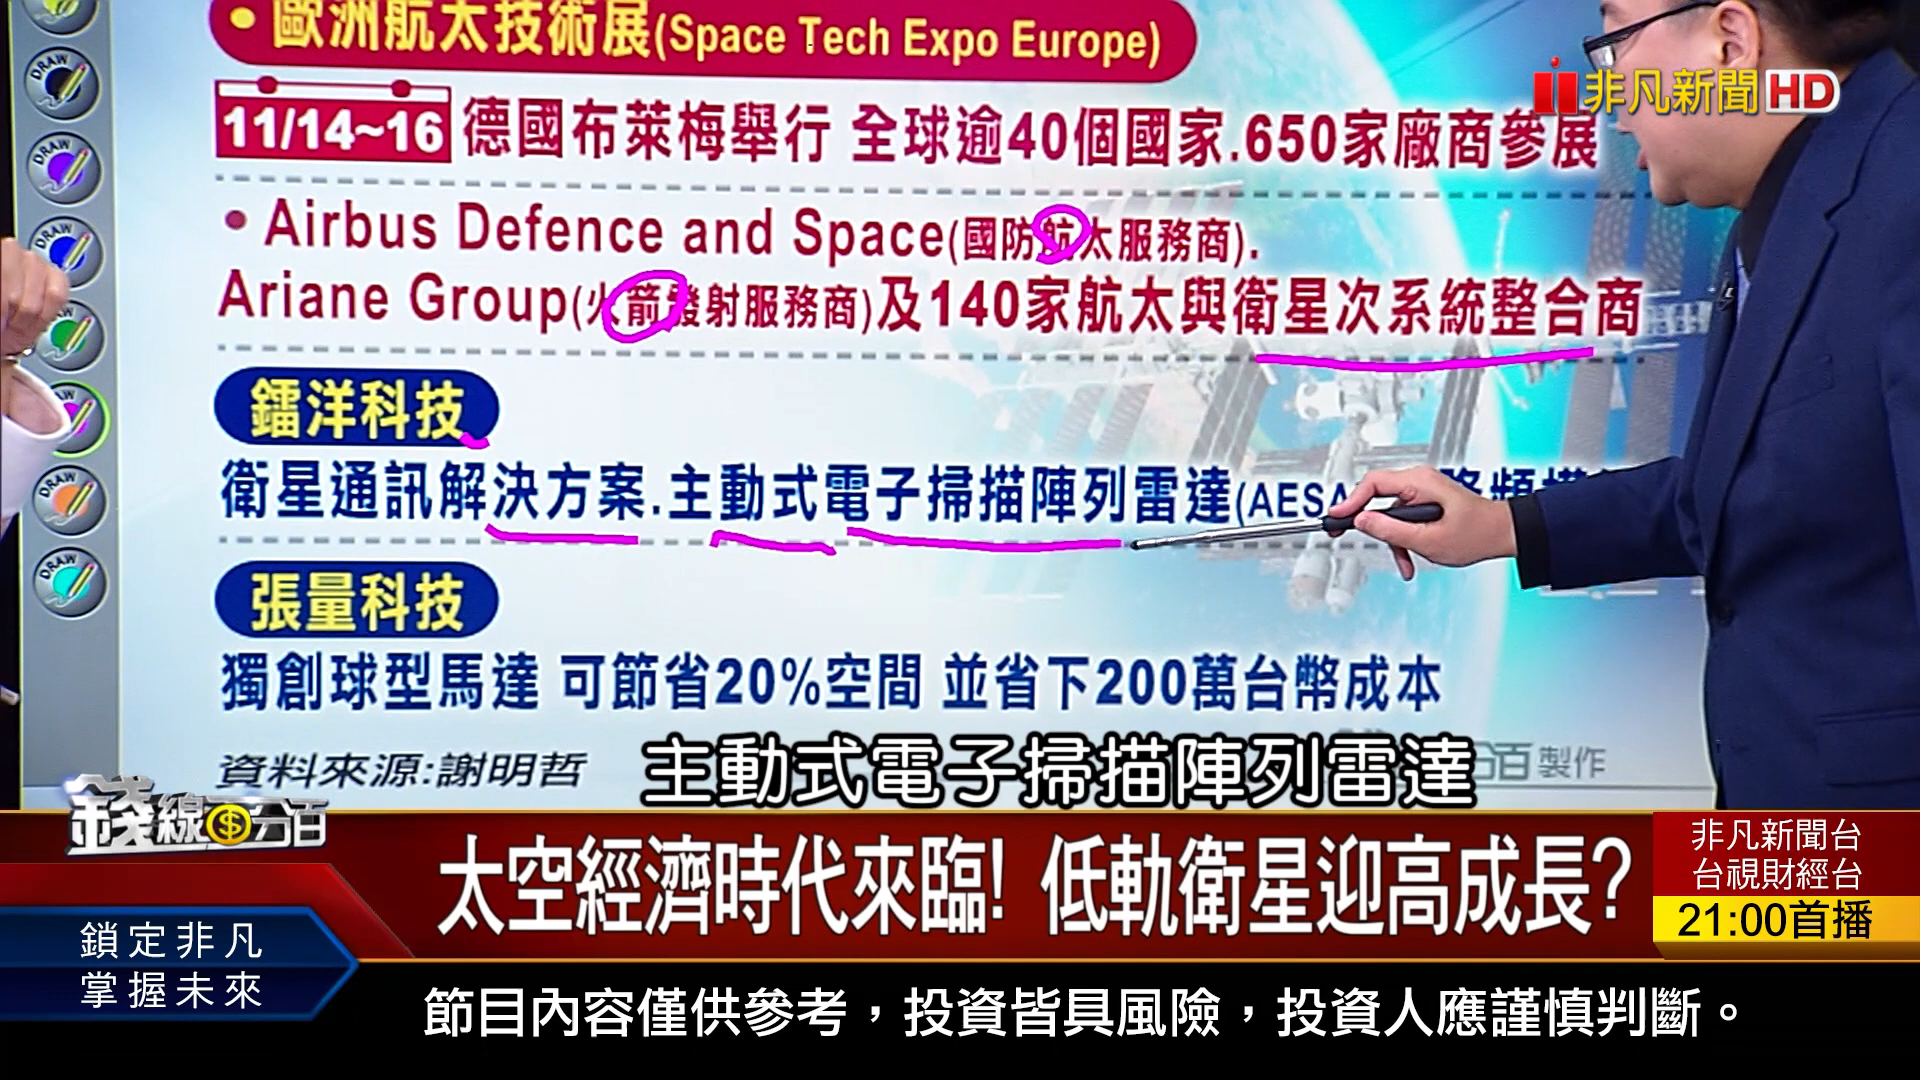 • 歐洲航太技術展(Space Tech Expo Europe)
非凡新聞HD
11/14~16 德國布萊梅舉行 全球逾40個國家.650家廠商參展
• Airbus Defence and Space(國防航太服務商).
Ariane Group(火箭發射服務商)及140家航太與衛星次系統整合商
鐳洋科技
衛星通訊解決方案.主動式電子掃描陣列雷達(AESA
張量科技
獨創球型馬達 可節省20%空間 並省下200萬台幣成本
資料來源:謝明哲
百製作
主動式電子掃描陣列雷達
錢線百分百
太空經濟時代來臨! 低軌衛星迎高成長?
非凡新聞台
台視財經台
21:00首播
鎖定非凡
掌握未來
節目內容僅供參考，投資皆具風險，投資人應謹慎判斷。
DRAW
DRAW
DRAW
DRAW
DRAW
DRAW